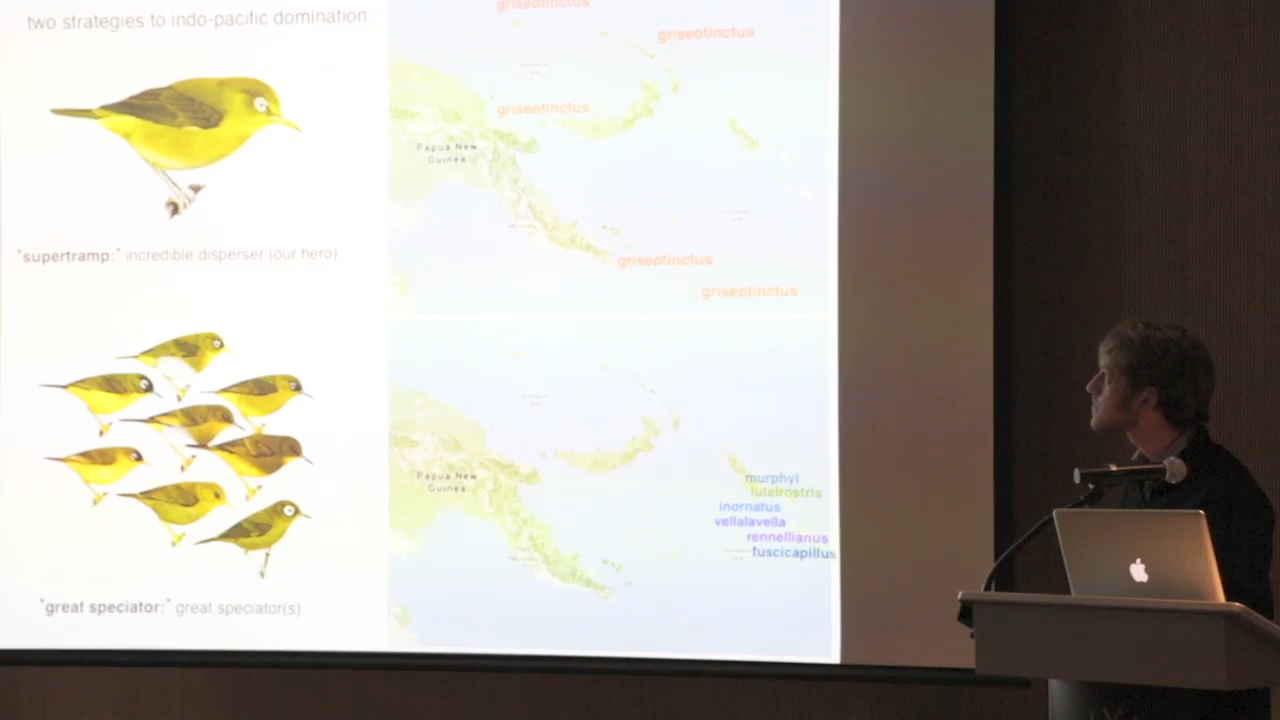 two strategies to indo-pacific domination:
"supertramp:" incredible disperser (our hero)
"great speciator:" great speciator(s)
griseotinctus
griseotinctus
griseotinctus
Papua New
Guinea
griseotinctus
griseotinctus
Papua New
Guinea
murphyi
luteirostris
inornatus
vellalavella
rennellianus
fuscicapillus